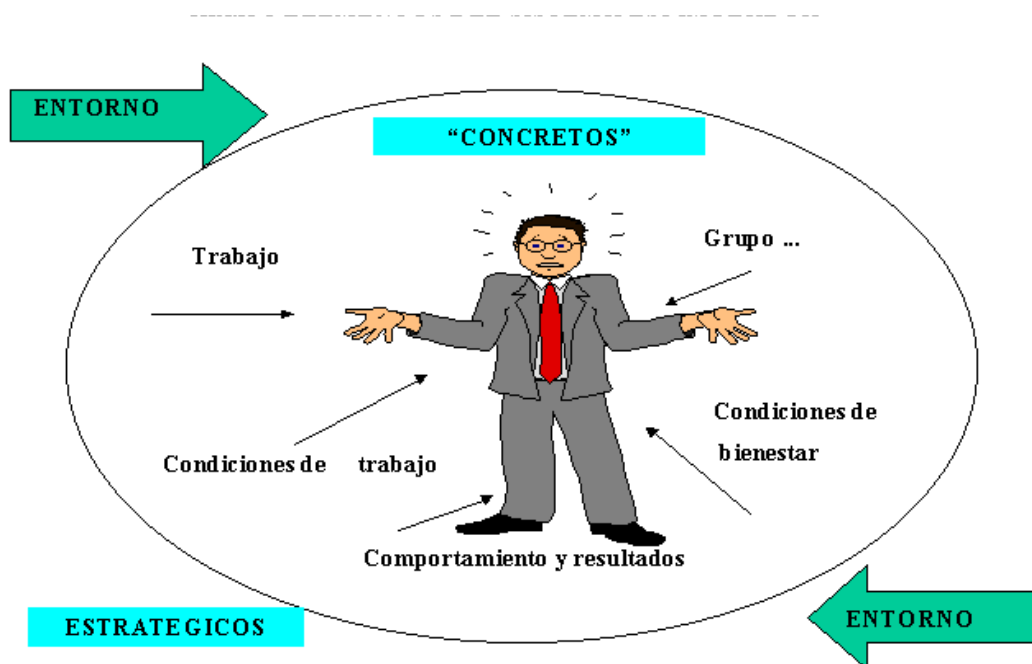 ENTORNO
“CONCRETOS”
Grupo ...
Trabajo
Condiciones de
bienestar
Condiciones de trabajo
Comportamiento y resultados
ESTRATEGICOS
ENTORNO